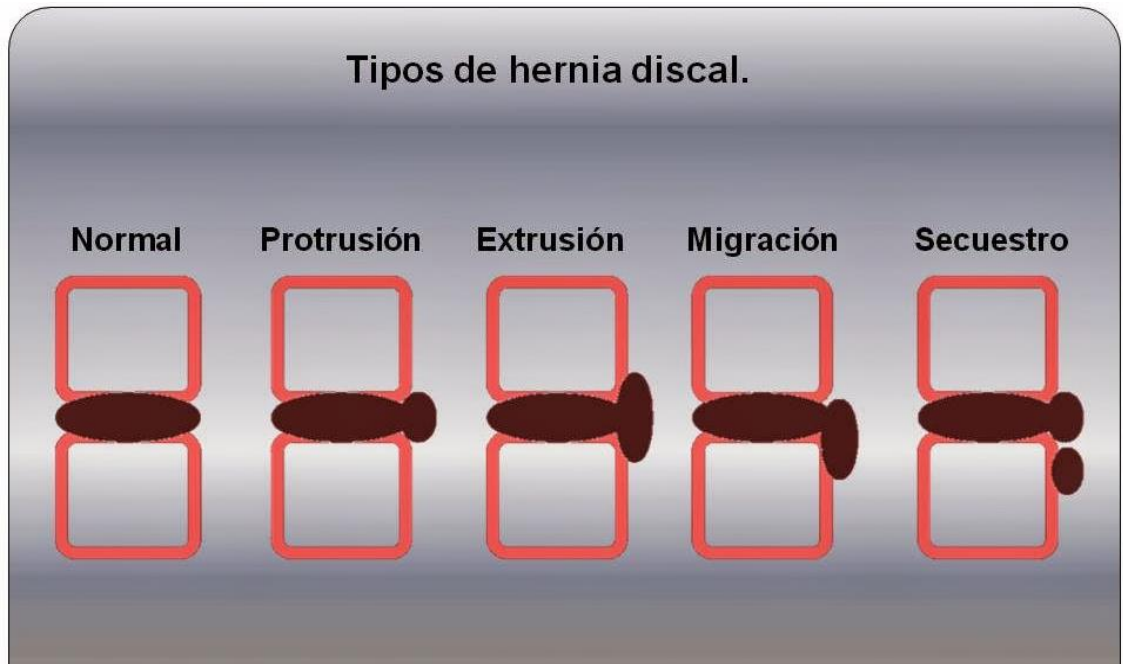 Tipos de hernia discal.
Normal Protrusión Extrusión Migración Secuestro